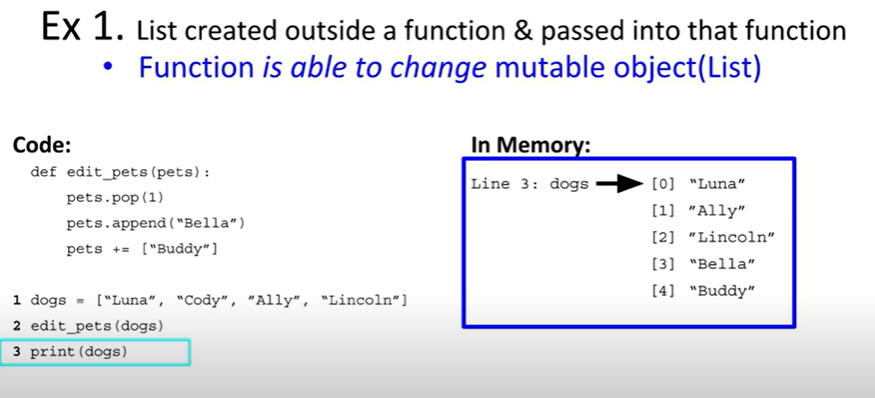 Ex 1. List created outside a function & passed into that function
• Function is able to change mutable object(List)
Code:
def edit_pets(pets):
pets.pop(1)
pets.append(“Bella”)
pets += [“Buddy”]
1 dogs = [“Luna”, “Cody”, “Ally”, “Lincoln”]
2 edit_pets(dogs)
3 print(dogs)
In Memory:
Line 3: dogs [0] “Luna”
[1] ”Ally”
[2] ”Lincoln”
[3] “Bella”
[4] “Buddy”